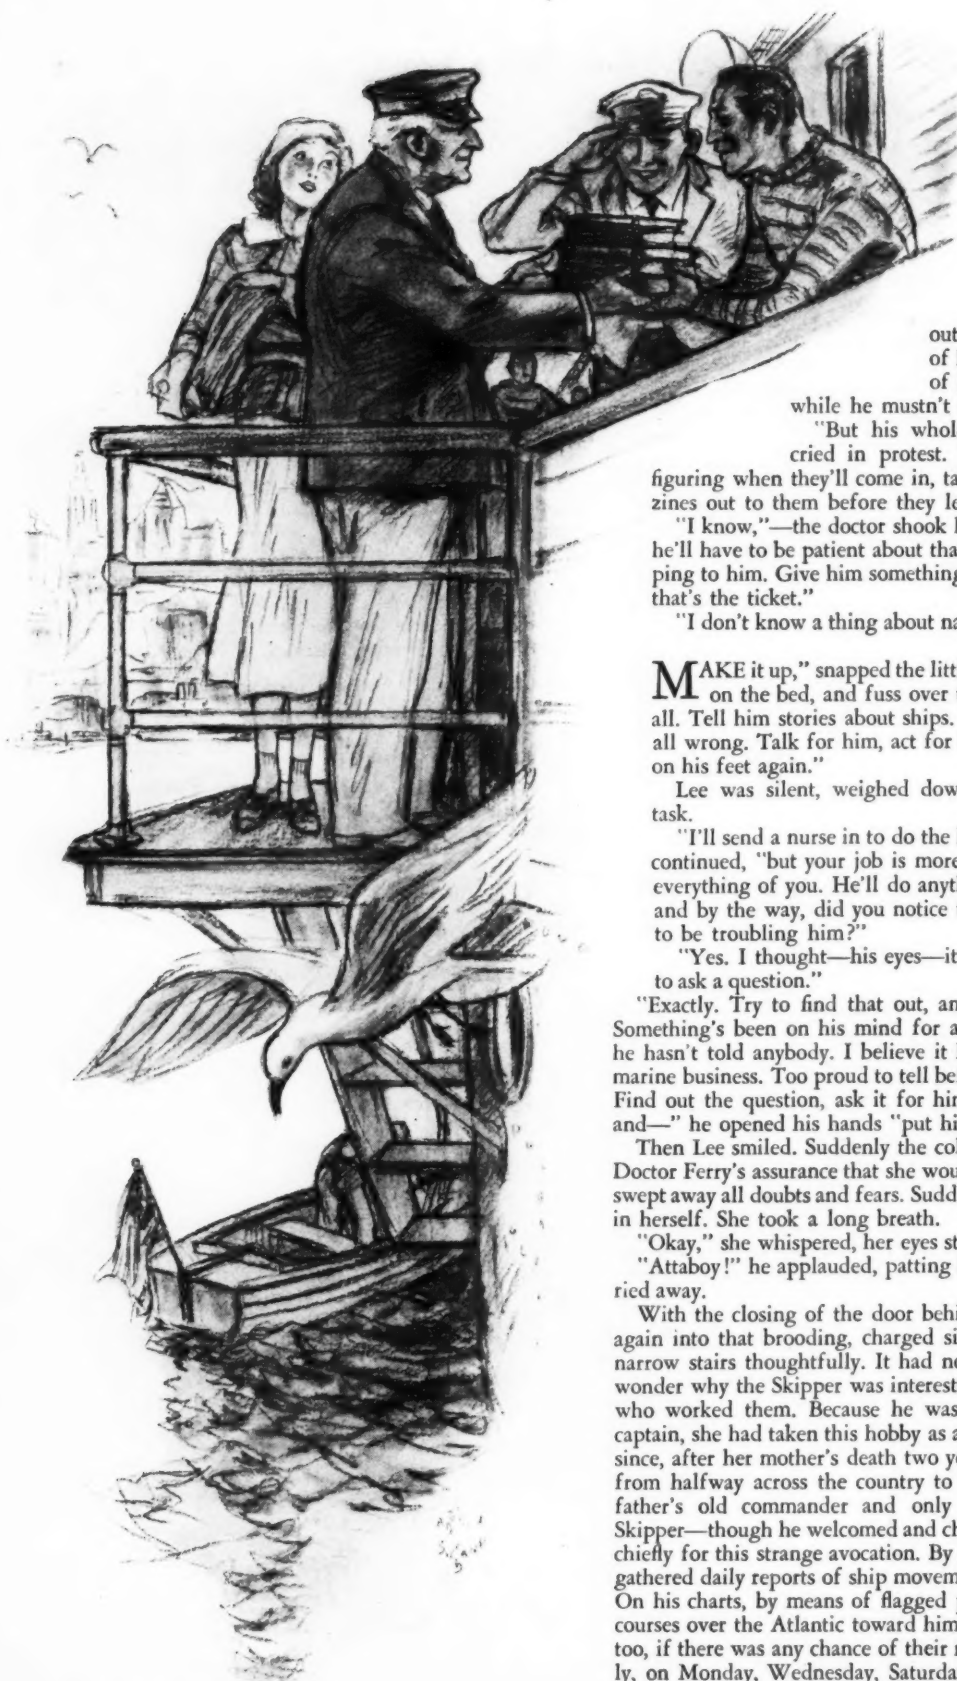 out
of
of
while he mustn't
"But his whol
cried in protest.
figuring when they'll come in, ta
zines out to them before they le
"I know,"—the doctor shook
he'll have to be patient about tha
ping to him. Give him something
that's the ticket."
"I don't know a thing about na
MAKE it up," snapped the litt
on the bed, and fuss over
all. Tell him stories about ships.
all wrong. Talk for him, act for
on his feet again."
Lee was silent, weighed dow
task.
"I'll send a nurse in to do the
continued, "but your job is more
everything of you. He'll do anyt
and by the way, did you notice
to be troubling him?"
"Yes. I thought—his eyes—it
to ask a question."
"Exactly. Try to find that out, an
Something's been on his mind for a
he hasn't told anybody. I believe it
marine business. Too proud to tell be
Find out the question, ask it for hir
and—" he opened his hands "put hi
Then Lee smiled. Suddenly the col
Doctor Ferry's assurance that she wou
swept away all doubts and fears. Sudd
in herself. She took a long breath.
"Okay," she whispered, her eyes st
"Attaboy!" he applauded, patting
ried away.
With the closing of the door behi
again into that brooding, charged si
narrow stairs thoughtfully. It had ne
wonder why the Skipper was interest
who worked them. Because he was
captain, she had taken this hobby as a
since, after her mother's death two ye
from halfway across the country to
father's old commander and only
Skipper—though he welcomed and ch
chiefly for this strange avocation. By
gathered daily reports of ship movem
On his charts, by means of flagged
courses over the Atlantic toward him
too, if there was any chance of their
ly, on Monday, Wednesday, Saturda